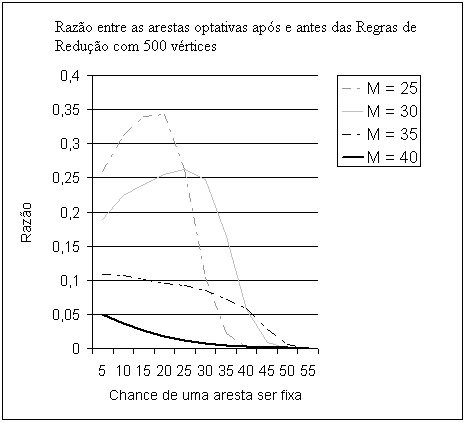 Razão entre as arestas optativas após e antes das Regras de
Redução com 500 vértices
0,4
0,35
0,3
0,25
0,2
0,15
0,1
0,05
0
Razão
5 10 15 20 25 30 35 40 45 50 55
Chance de uma aresta ser fixa
M = 25
M = 30
M = 35
M = 40